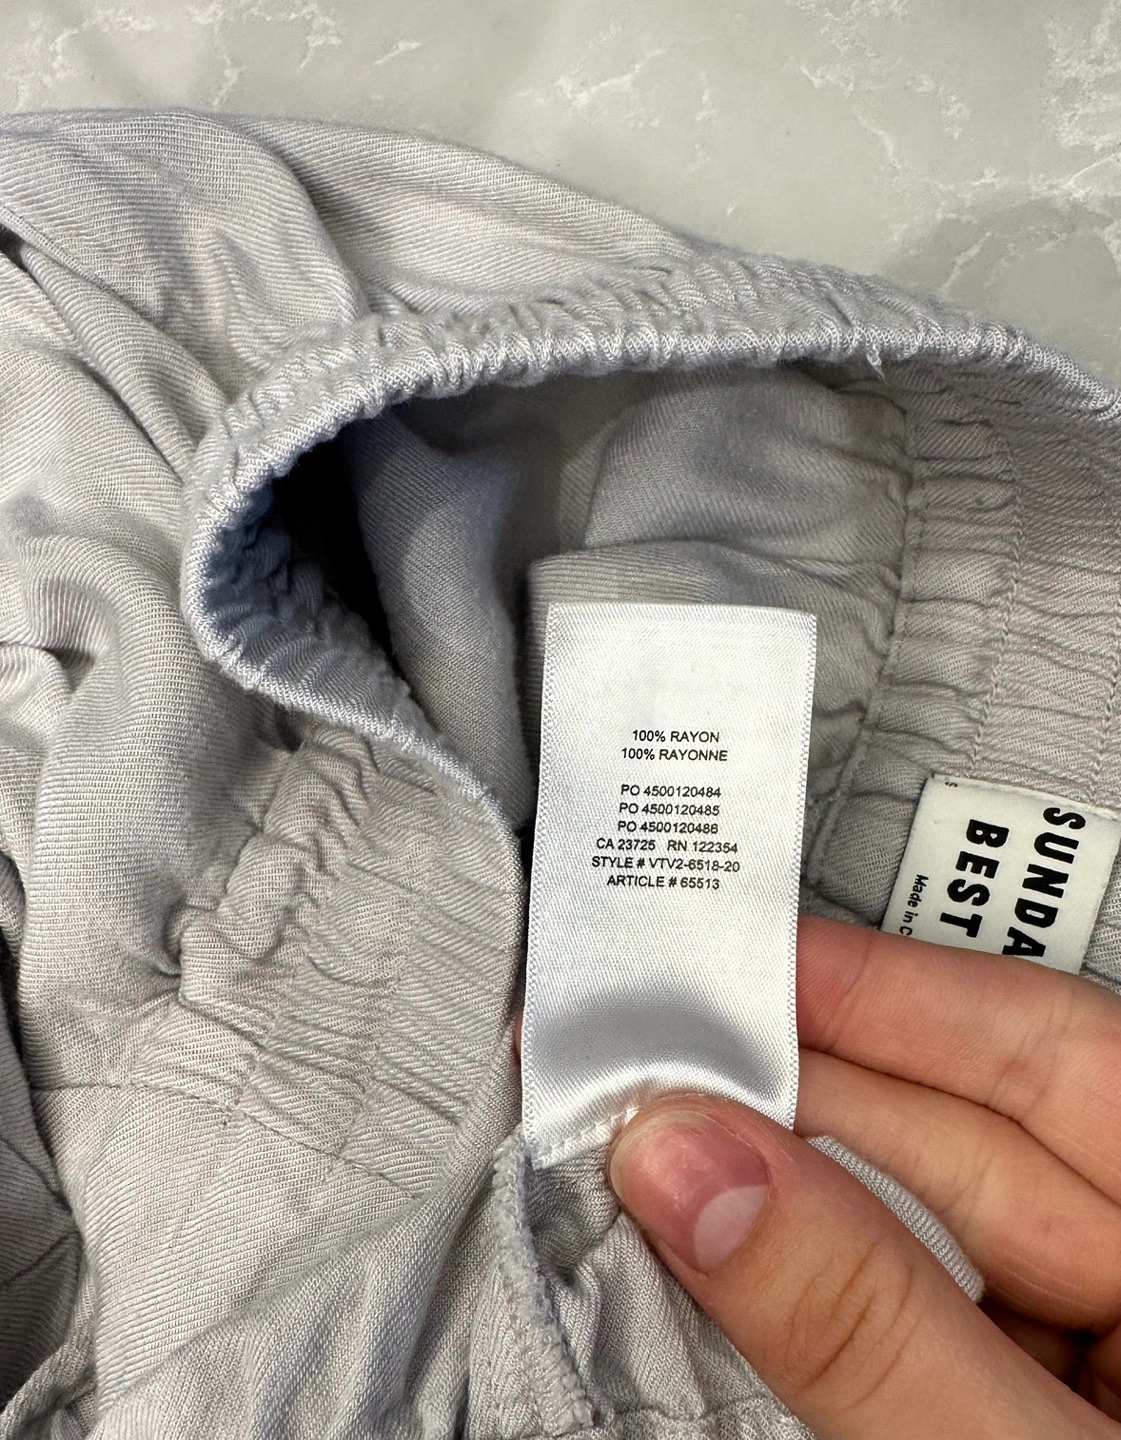 100% RAYON
100% RAYONNE
PO 4500120484
PO 4500120485
PO 4500120486
CA 23725 RN 122354
STYLE # VTV2-6518-20
ARTICLE # 65513
SUNDA
BEST
Made in C
S